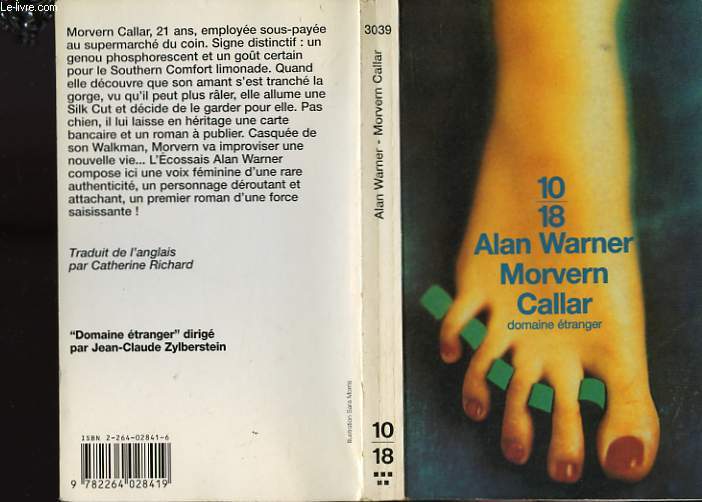 Le-livre.com
Morvern Callar, 21 ans, employée sous-payée
au supermarché du coin. Signe distinctif : un
genou phosphorescent et un goût certain
pour le Southern Comfort limonade. Quand
elle découvre que son amant s'est tranché la
gorge, vu qu'il peut plus râler, elle allume une
Silk Cut et décide de le garder pour elle. Pas
chien, il lui laisse en héritage une carte
bancaire et un roman à publier. Casquée de
son Walkman, Morvern va improviser une
nouvelle vie... L'Écossais Alan Warner
compose ici une voix féminine d'une rare
authenticité, un personnage déroutant et
attachant, un premier roman d'une force
saisissante !
Traduit de l'anglais
par Catherine Richard
"Domaine étranger" dirigé
par Jean-Claude Zylberstein
Illustration Sara Morris
ISBN 2-264-02841-6
9 782264 028419
3039
Alan Warner - Morvern Callar
10
18
10
18
Alan Warner
Morvern
Callar
domaine étranger